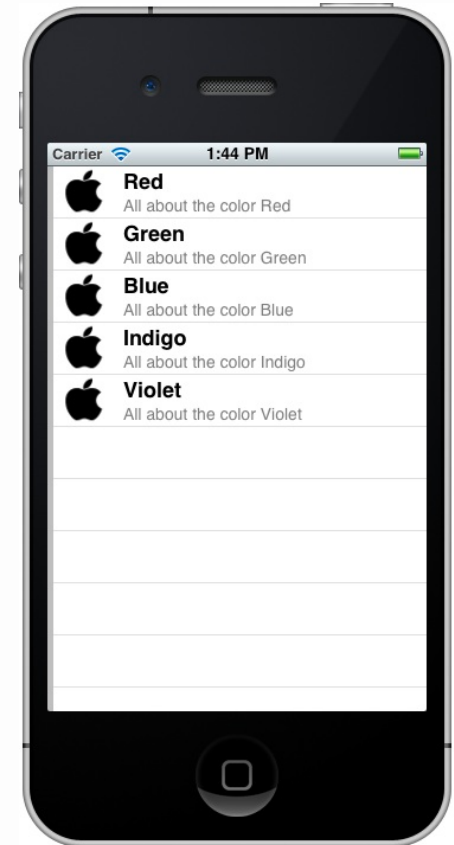 Carrier 1:44 PM
Red
All about the color Red
Green
All about the color Green
Blue
All about the color Blue
Indigo
All about the color Indigo
Violet
All about the color Violet